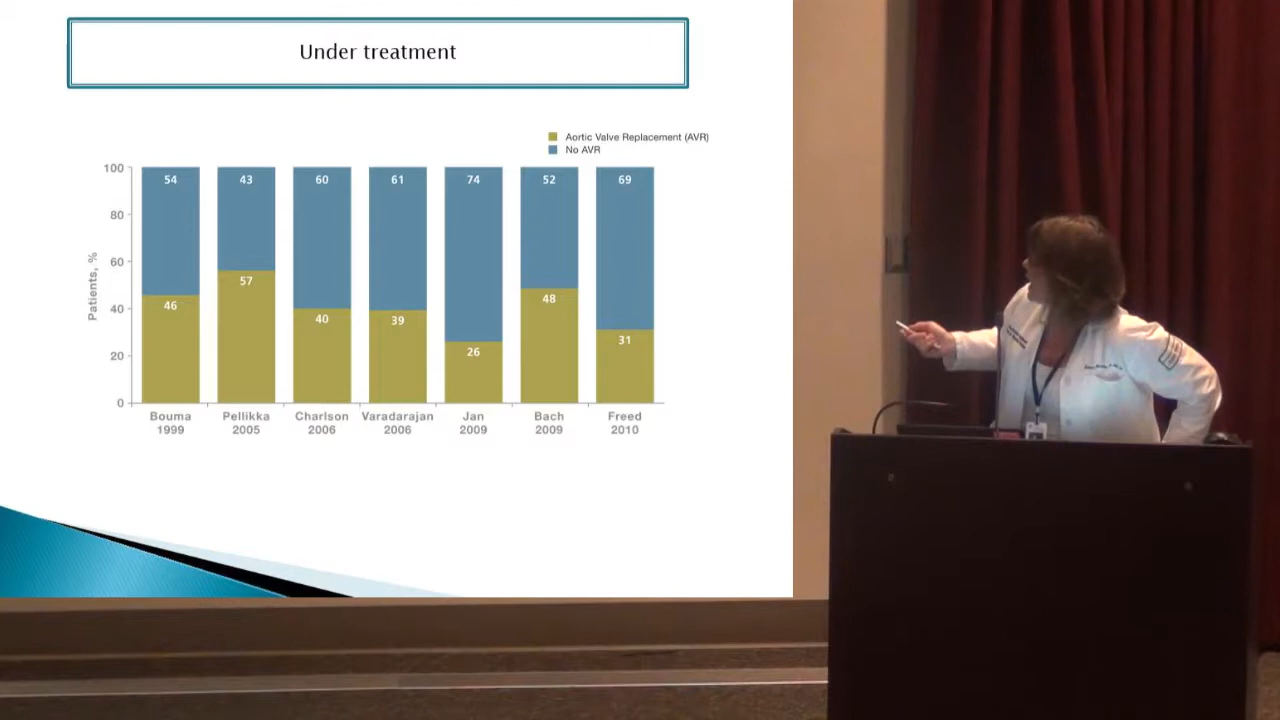 Under treatment
Aortic Valve Replacement (AVR)
No AVR
Patients, %
100
80
60
40
20
0
54 43 60 61 74 52 69
46 57 40 39 26 48 31
Bouma Pellikka Charlson Varadarajan Jan Bach Freed
1999 2005 2006 2006 2009 2009 2010